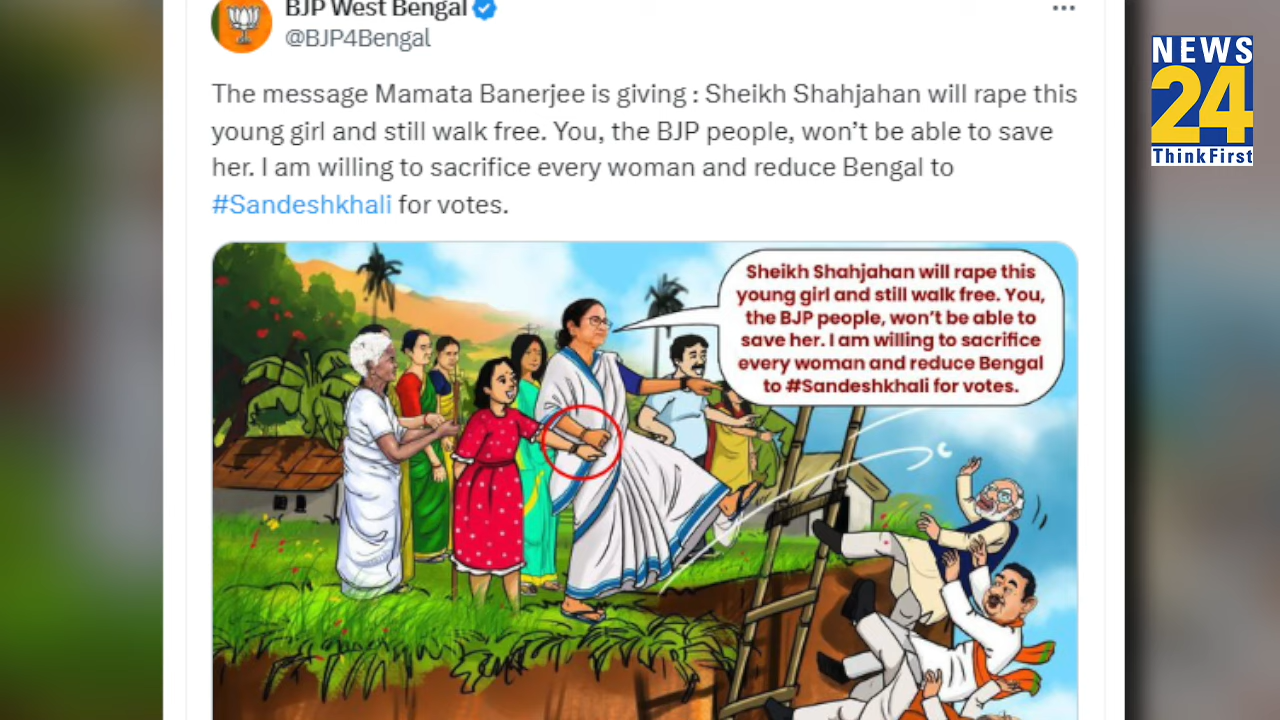 BJP West Bengal
@BJP4Bengal
The message Mamata Banerjee is giving : Sheikh Shahjahan will rape this
young girl and still walk free. You, the BJP people, won’t be able to save
her. I am willing to sacrifice every woman and reduce Bengal to
#Sandeshkhali for votes.
Sheikh Shahjahan will rape this
young girl and still walk free. You,
the BJP people, won’t be able to
save her. I am willing to sacrifice
every woman and reduce Bengal
to #Sandeshkhali for votes.
NEWS
24
ThinkFirst